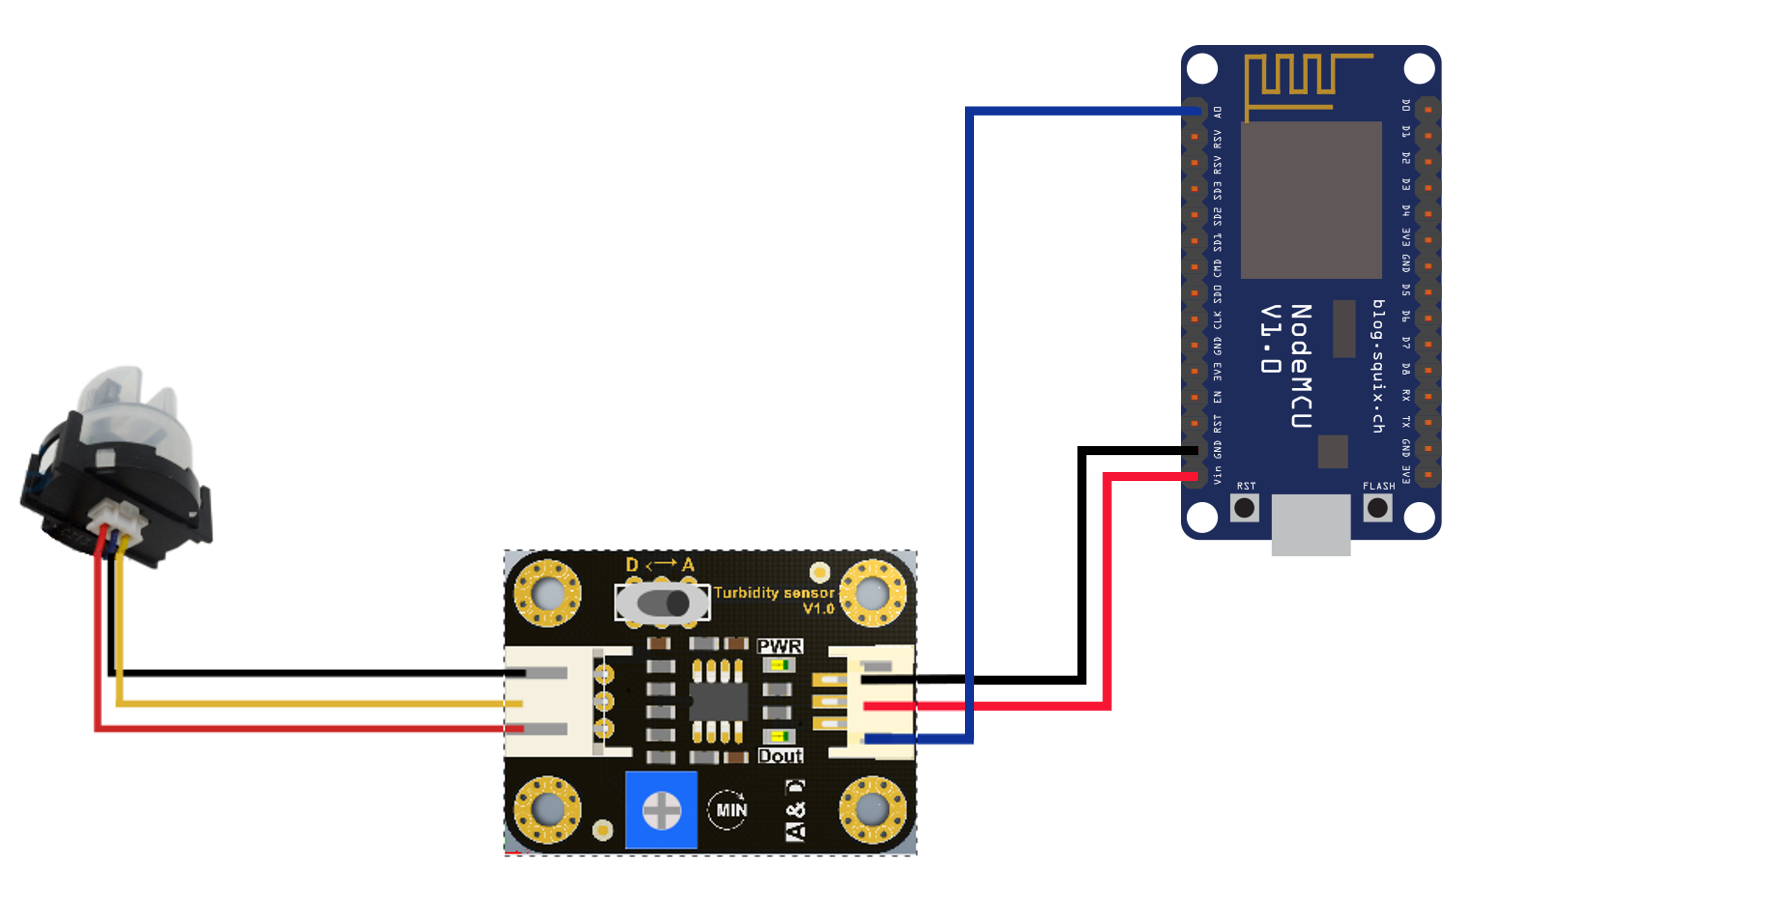 D <--> A
Turbidity sensor
V1.0
PWR
Dout
MIN
A & D
A0
RSV
RSV
SD3
SD2
SD1
CMD
SD0
CLK
GND
3V3
EN
RST
GND
Vin
D0
D1
D2
D3
D4
3V3
GND
D5
D6
D7
D8
RX
TX
GND
3V3
NodeMCU
V1.0
blog.squix.ch
RST
FLASH